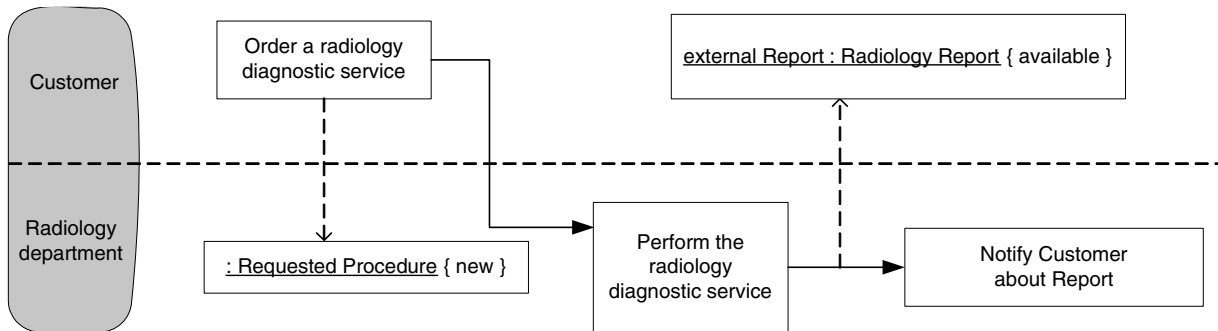 Customer
Order a radiology
diagnostic service
external Report : Radiology Report { available }
Radiology
department
: Requested Procedure { new }
Perform the
radiology
diagnostic service
Notify Customer
about Report